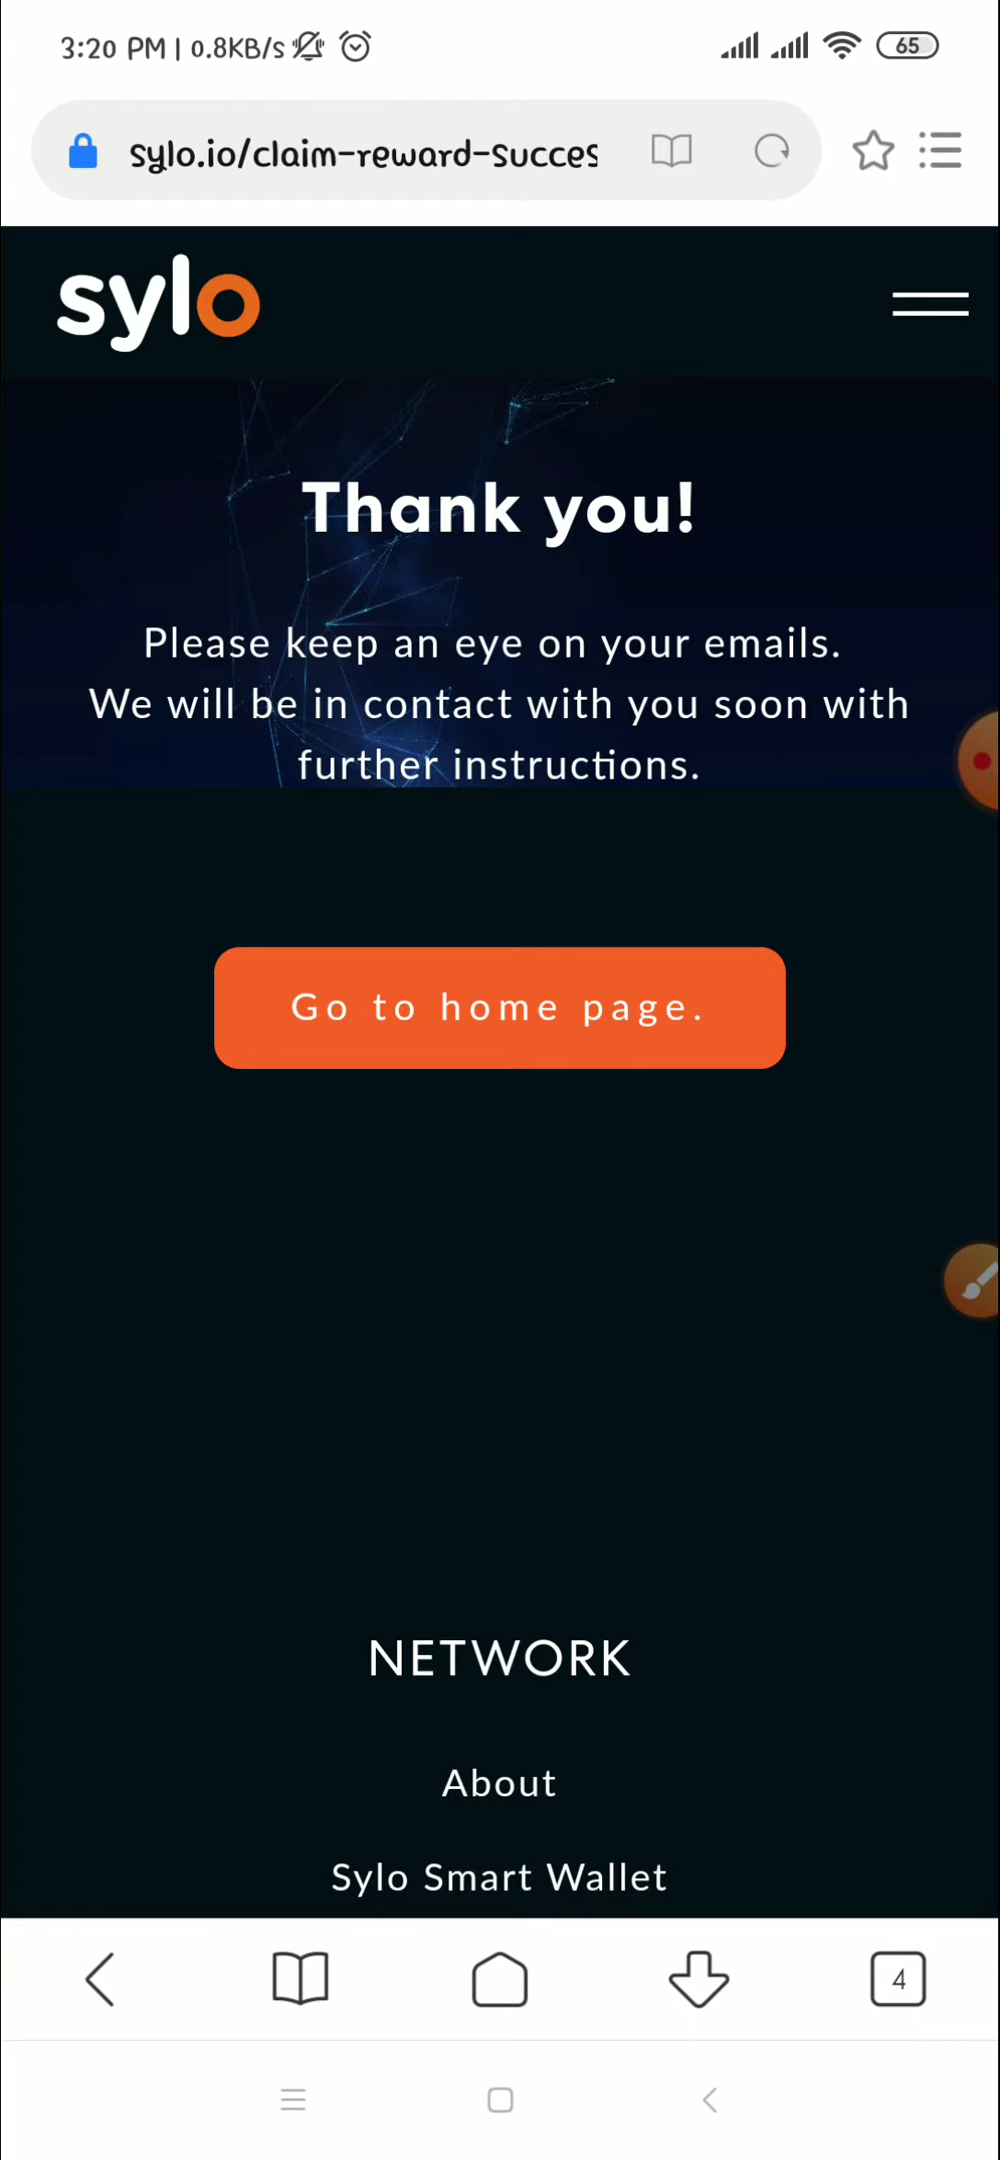 3:20 PM | 0.8KB/s
65
sylo.io/claim-reward-succes
sylo
Thank you!
Please keep an eye on your emails.
We will be in contact with you soon with
further instructions.
Go to home page.
NETWORK
About
Sylo Smart Wallet
4